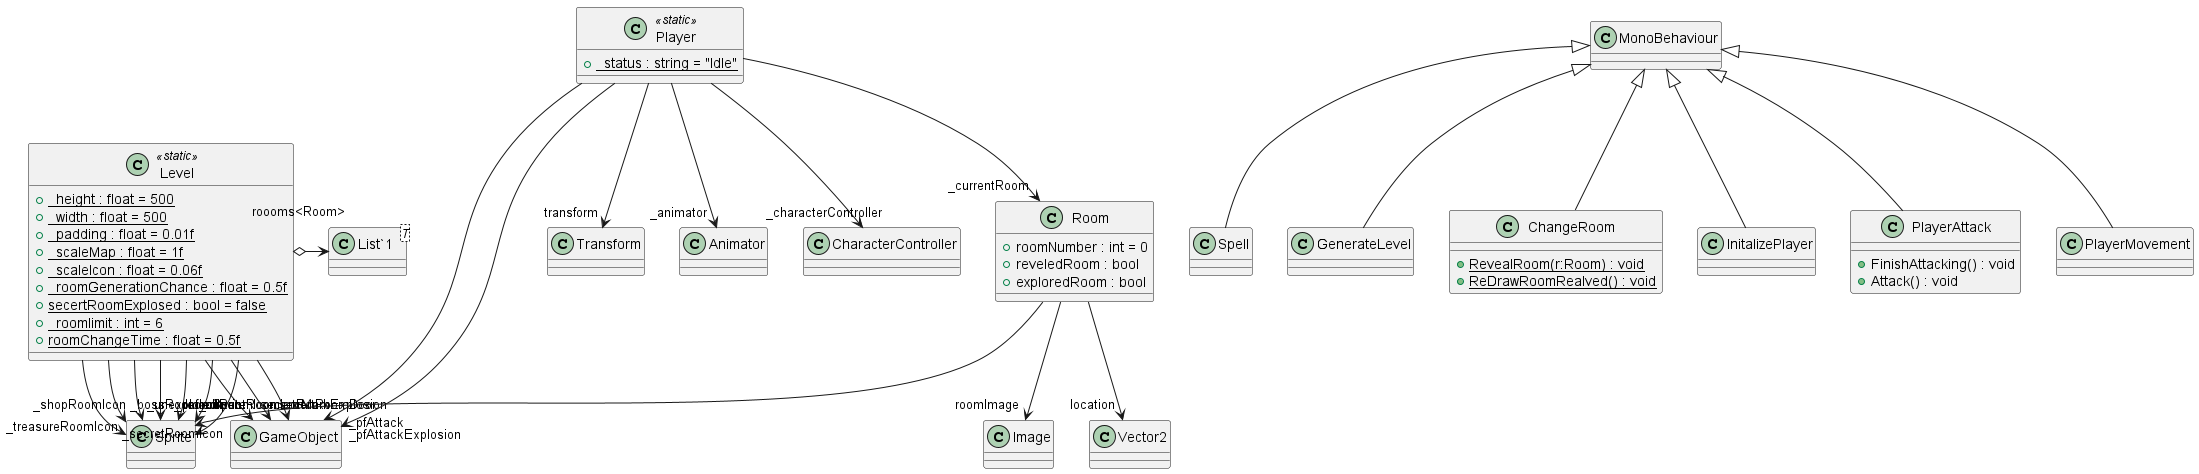 «static»
Player
_status : string = "Idle"
MonoBehaviour
«static»
Level
_height : float = 500
_width : float = 500
_padding : float = 0.01f
_scaleMap : float = 1f
_scaleIcon : float = 0.06f
_roomGenerationChance : float = 0.5f
secertRoomExplosed : bool = false
_roomlimit : int = 6
roomChangeTime : float = 0.5f
roooms<Room>
List`1
T
transform
Transform
_animator
Animator
_characterController
CharacterController
_currentRoom
Room
roomNumber : int = 0
reveledRoom : bool
exploredRoom : bool
Spell
GenerateLevel
ChangeRoom
RevealRoom(r:Room) : void
ReDrawRoomRealved() : void
InitalizePlayer
PlayerAttack
FinishAttacking() : void
Attack() : void
PlayerMovement
_shopRoomIcon
_treasureRoomIcon
_secretRoomIcon
Sprite
GameObject
_pfAttack
_pfAttackExplosion
roomImage
Image
location
Vector2